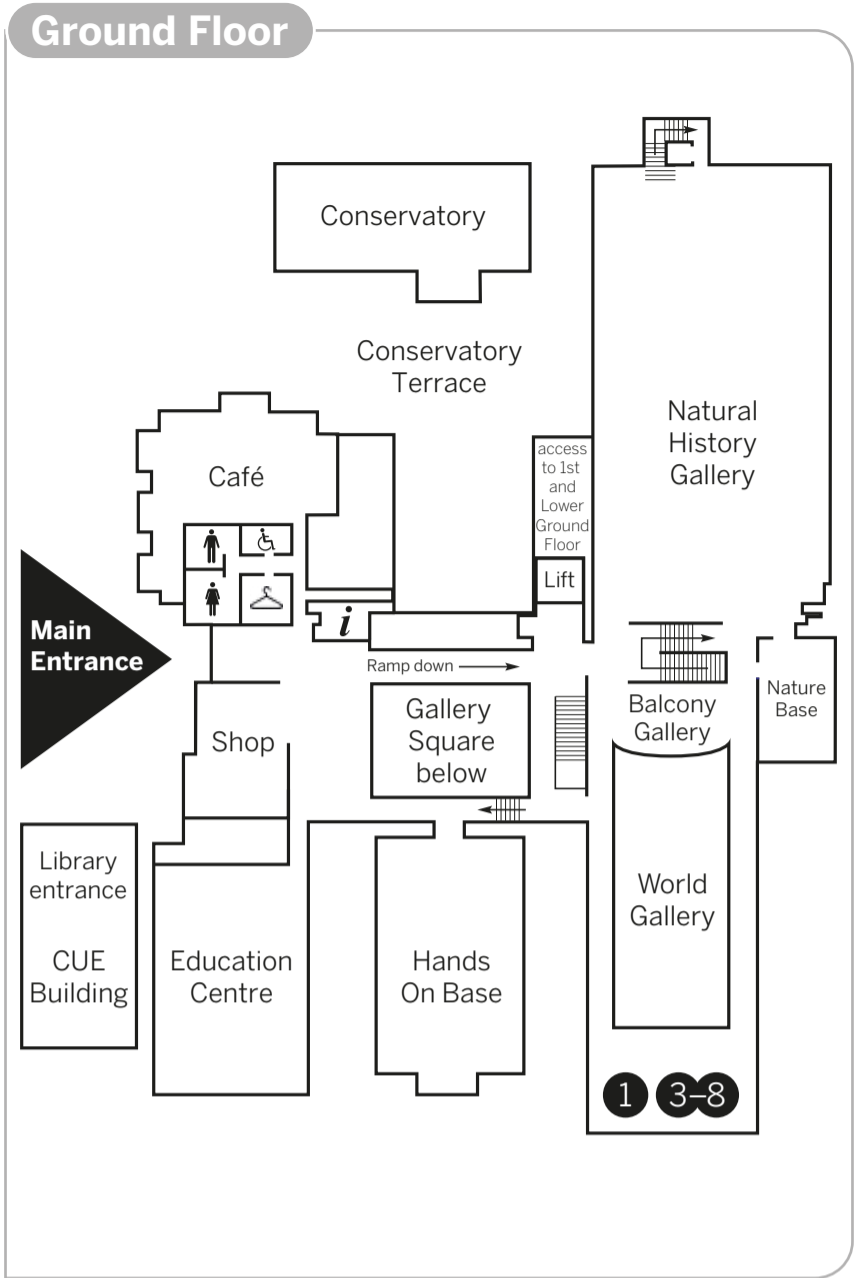 Ground Floor
Conservatory
Conservatory
Terrace
Natural
History
Gallery
access
to 1st
and
Lower
Ground
Floor
Café
Lift
i
Main
Entrance
Ramp down
Nature
Base
Balcony
Gallery
Gallery
Square
below
Shop
Library
entrance
CUE
Building
Education
Centre
Hands
On Base
World
Gallery
1 3–8